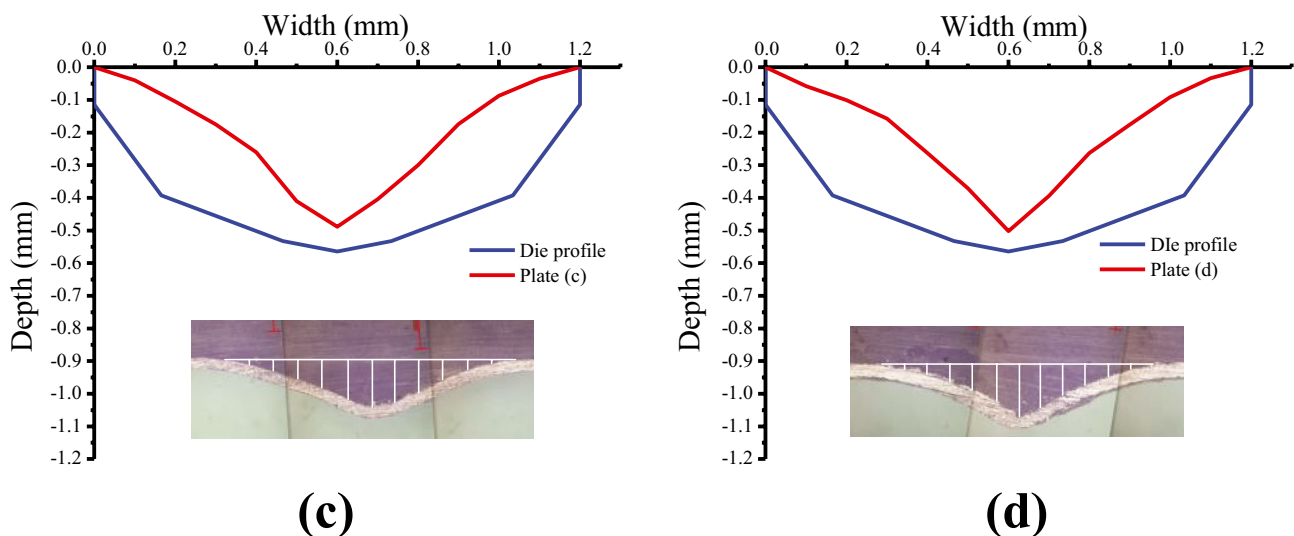 Width (mm)
0.0 0.2 0.4 0.6 0.8 1.0 1.2
0.0
-0.1
-0.2
-0.3
-0.4
-0.5
-0.6
-0.7
-0.8
-0.9
-1.0
-1.1
-1.2
Depth (mm)
Die profile
Plate (c)
(c)
Width (mm)
0.0 0.2 0.4 0.6 0.8 1.0 1.2
0.0
-0.1
-0.2
-0.3
-0.4
-0.5
-0.6
-0.7
-0.8
-0.9
-1.0
-1.1
-1.2
Depth (mm)
DIe profile
Plate (d)
(d)